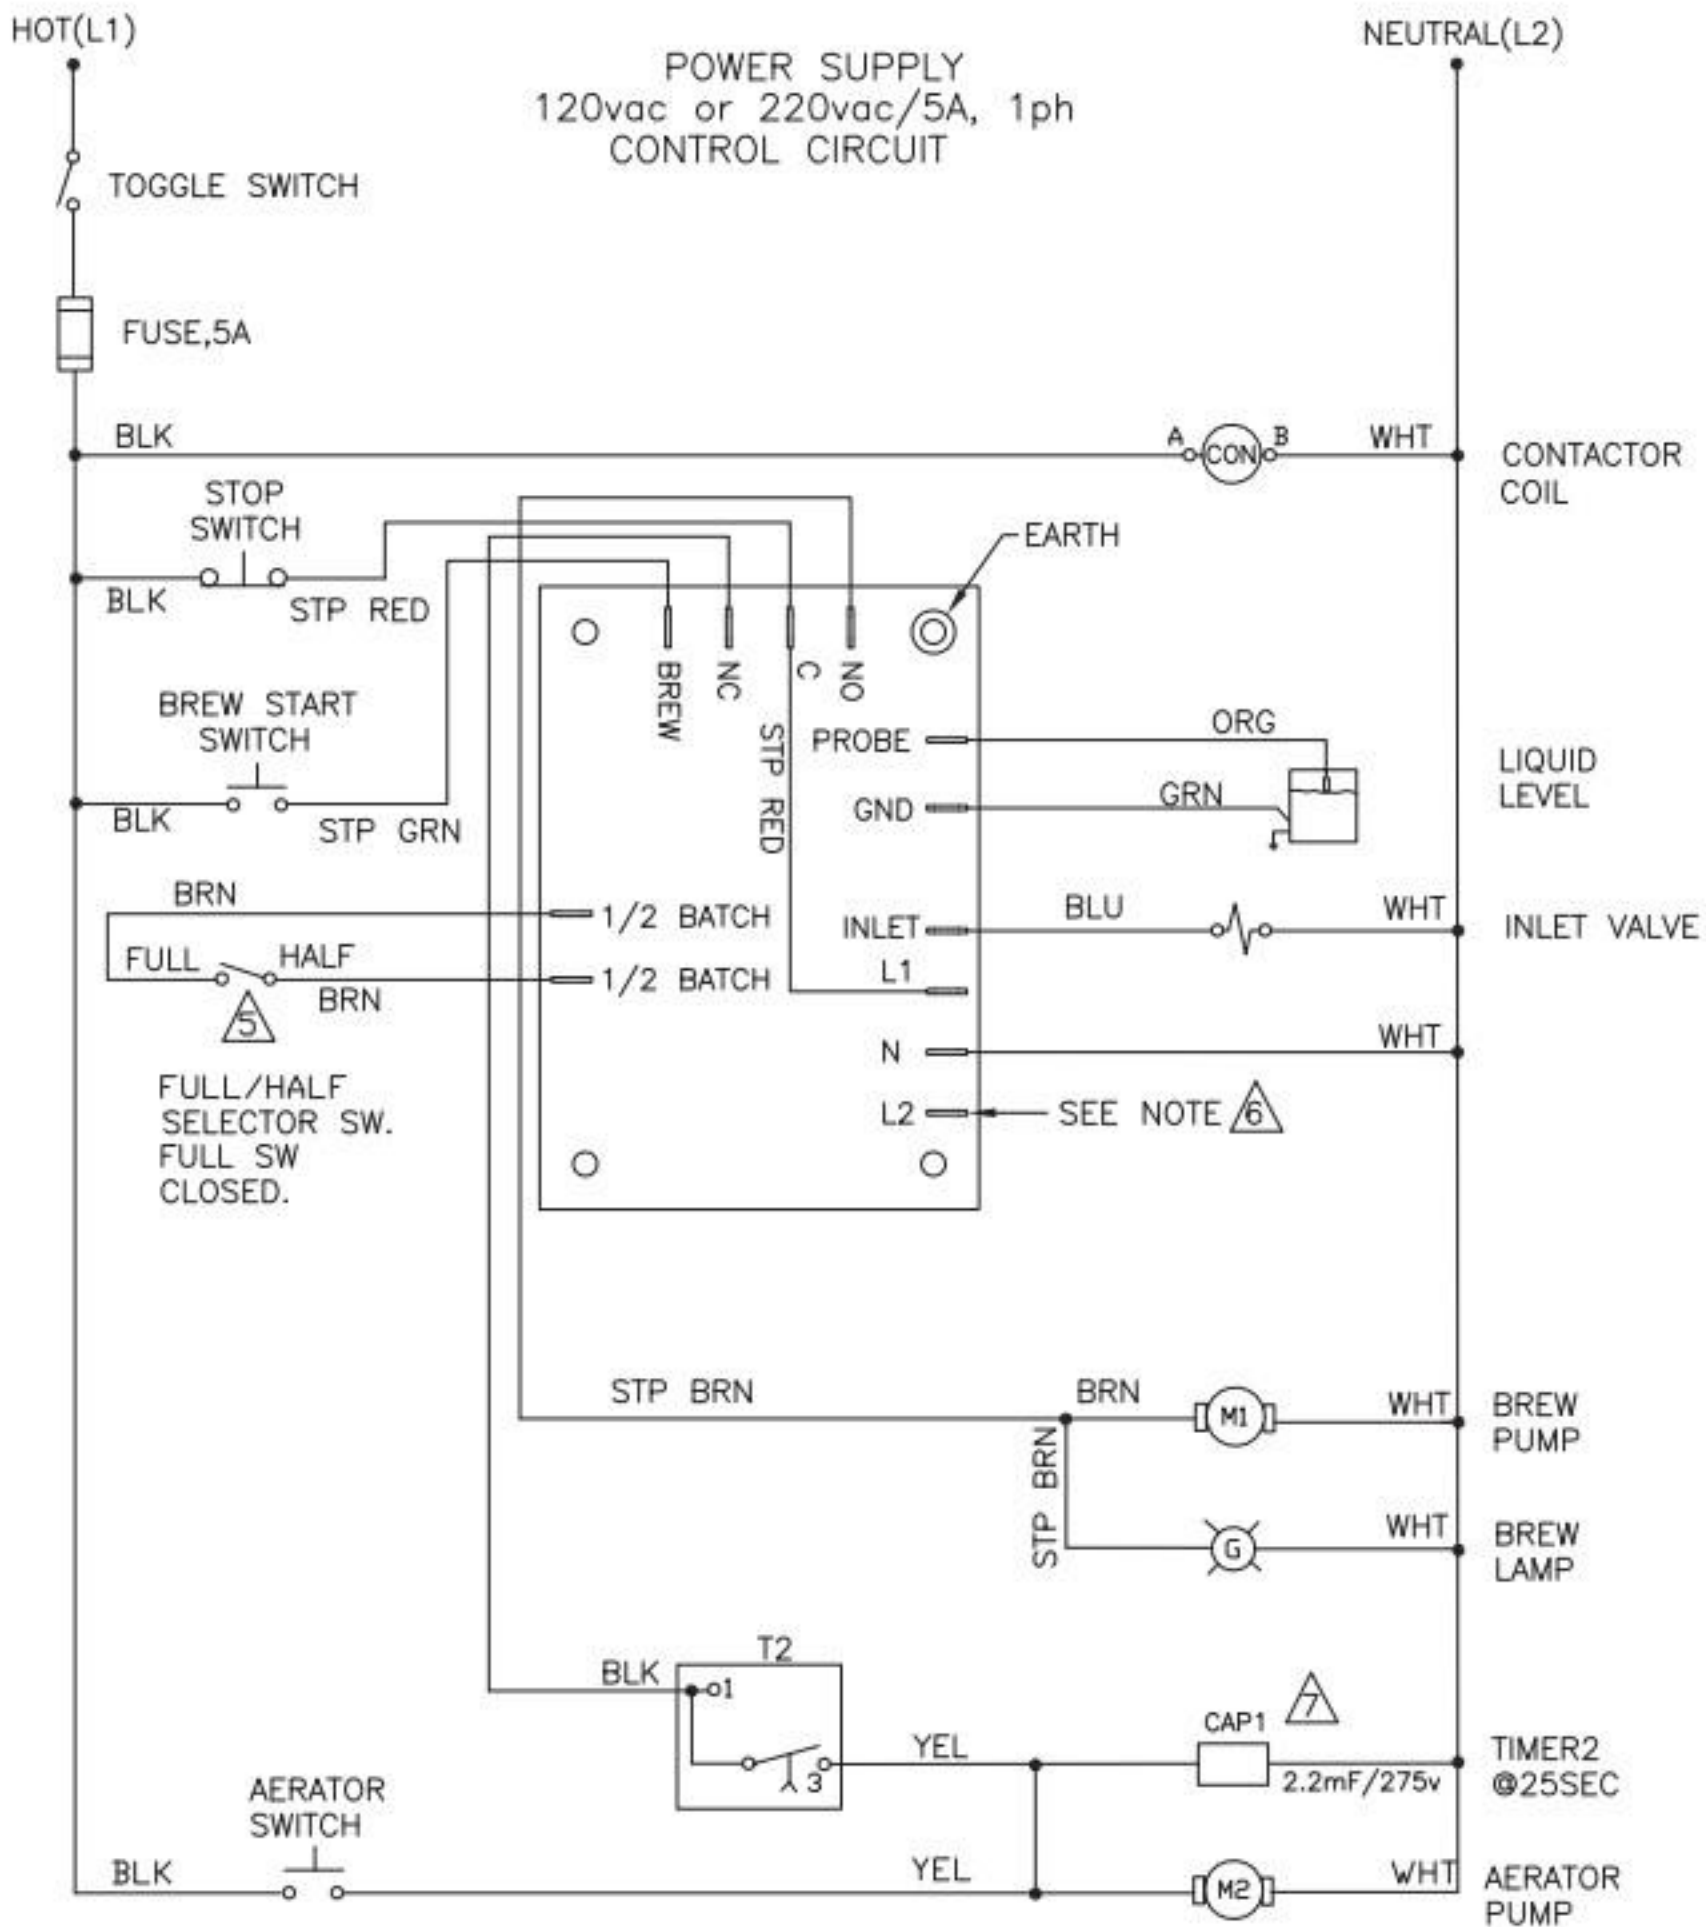 HOT(L1)
NEUTRAL(L2)
POWER SUPPLY
120vac or 220vac/5A, 1ph
CONTROL CIRCUIT
TOGGLE SWITCH
FUSE,5A
BLK
A
CON
B
WHT
CONTACTOR
COIL
STOP
SWITCH
BLK
STP RED
EARTH
BREW
NC
C
NO
STP RED
BREW START
SWITCH
BLK
STP GRN
PROBE
ORG
GND
GRN
LIQUID
LEVEL
BRN
1/2 BATCH
FULL
HALF
BRN
1/2 BATCH
5
FULL/HALF
SELECTOR SW.
FULL SW
CLOSED.
INLET
BLU
WHT
INLET VALVE
L1
N
WHT
L2
SEE NOTE 6
STP BRN
BRN
M1
WHT
BREW
PUMP
STP BRN
G
WHT
BREW
LAMP
T2
BLK
1
3
YEL
CAP1
7
2.2mF/275v
TIMER2
@25SEC
AERATOR
SWITCH
BLK
YEL
M2
WHT
AERATOR
PUMP